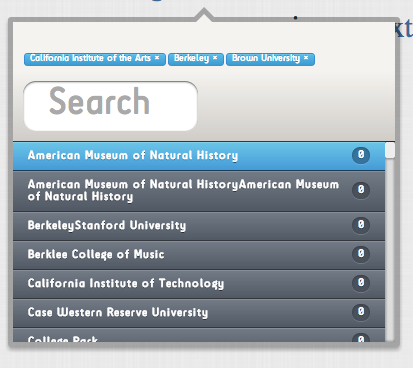 California Institute of the Arts × Berkeley × Brown University ×
Search
American Museum of Natural History 0
American Museum of Natural HistoryAmerican Museum
of Natural History 0
BerkeleyStanford University 0
Berklee College of Music 0
California Institute of Technology 0
Case Western Reserve University 0
College Park